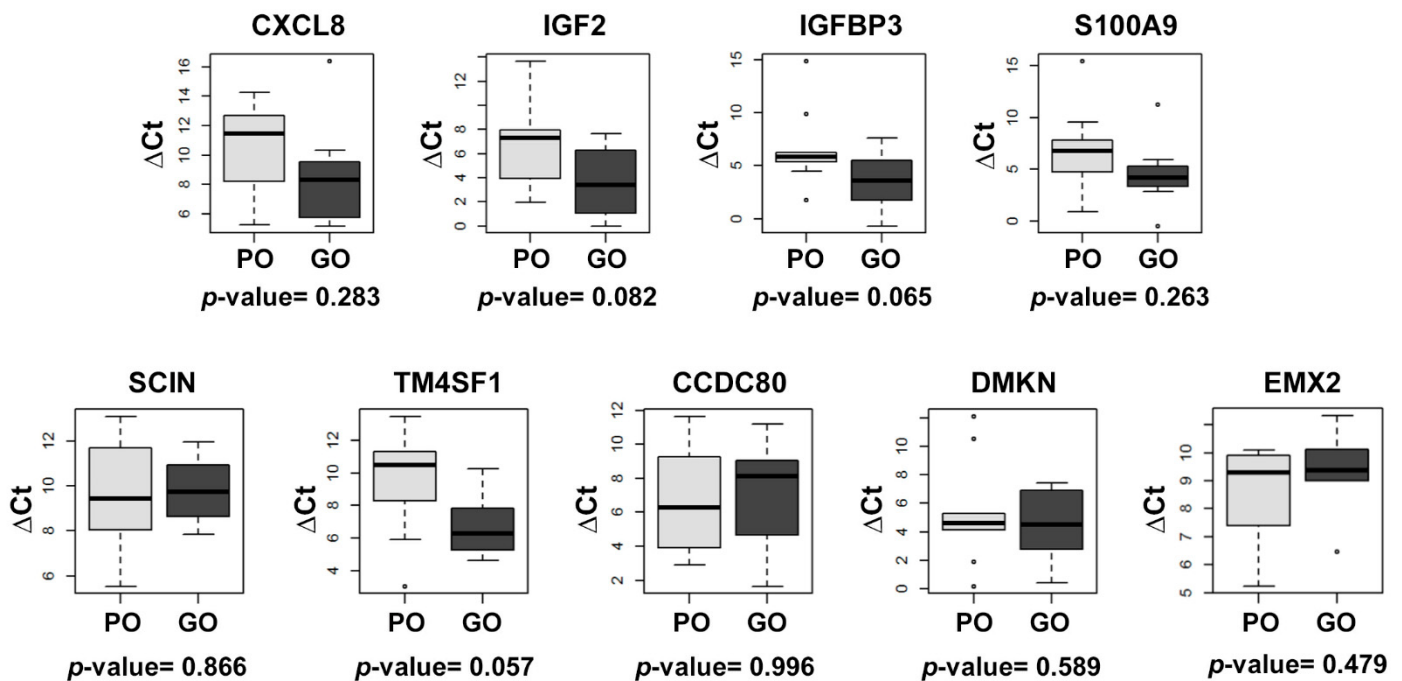 CXCL8 IGF2 IGFBP3 S100A9
ΔCt 16 14 12 10 8 6 ΔCt 12 10 8 6 4 2 0 ΔCt 15 10 5 0 ΔCt 15 10 5 0
PO GO PO GO PO GO PO GO
p-value= 0.283 p-value= 0.082 p-value= 0.065 p-value= 0.263
SCIN TM4SF1 CCDC80 DMKN EMX2
ΔCt 12 10 8 6 ΔCt 12 10 8 6 4 ΔCt 12 10 8 6 4 2 ΔCt 10 8 6 4 2 0 ΔCt 10 9 8 7 6 5
PO GO PO GO PO GO PO GO PO GO
p-value= 0.866 p-value= 0.057 p-value= 0.996 p-value= 0.589 p-value= 0.479